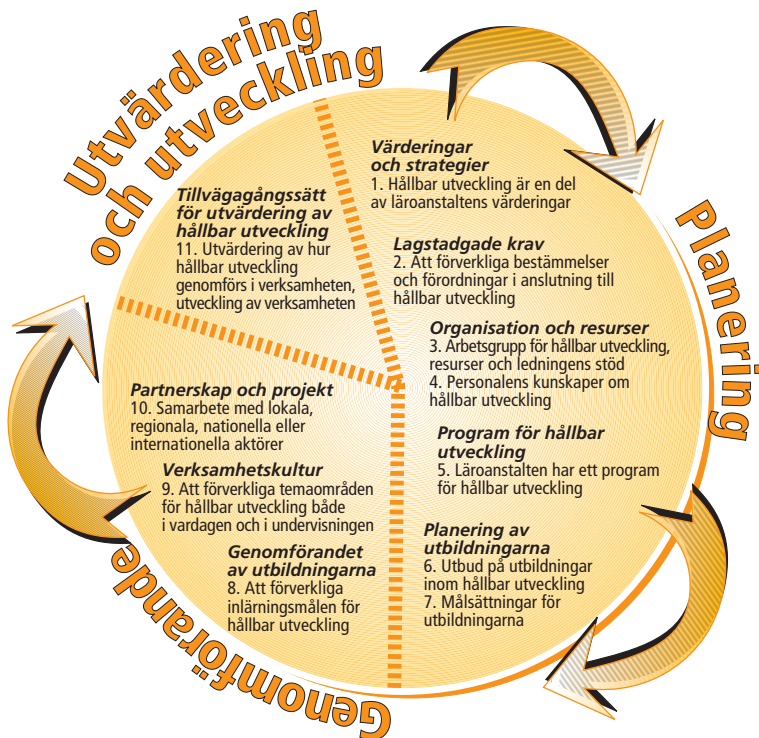 Utvärdering
och utveckling
Planering
Genomförande
Värderingar
och strategier
1. Hållbar utveckling är en del
av läroanstaltens värderingar
Lagstadgade krav
2. Att förverkliga bestämmelser
och förordningar i anslutning till
hållbar utveckling
Organisation och resurser
3. Arbetsgrupp för hållbar utveckling,
resurser och ledningens stöd
4. Personalens kunskaper om
hållbar utveckling
Program för hållbar
utveckling
5. Läroanstalten har ett program
för hållbar utveckling
Planering av
utbildningarna
6. Utbud på utbildningar
inom hållbar utveckling
7. Målsättningar för
utbildningarna
Genomförandet
av utbildningarna
8. Att förverkliga
inlärningsmålen för
hållbar utveckling
Verksamhetskultur
9. Att förverkliga temaområden
för hållbar utveckling både
i vardagen och i undervisningen
Partnerskap och projekt
10. Samarbete med lokala,
regionala, nationella eller
internationella aktörer
Tillvägagångssätt
för utvärdering av
hållbar utveckling
11. Utvärdering av hur
hållbar utveckling
genomförs i verksamheten,
utveckling av verksamheten